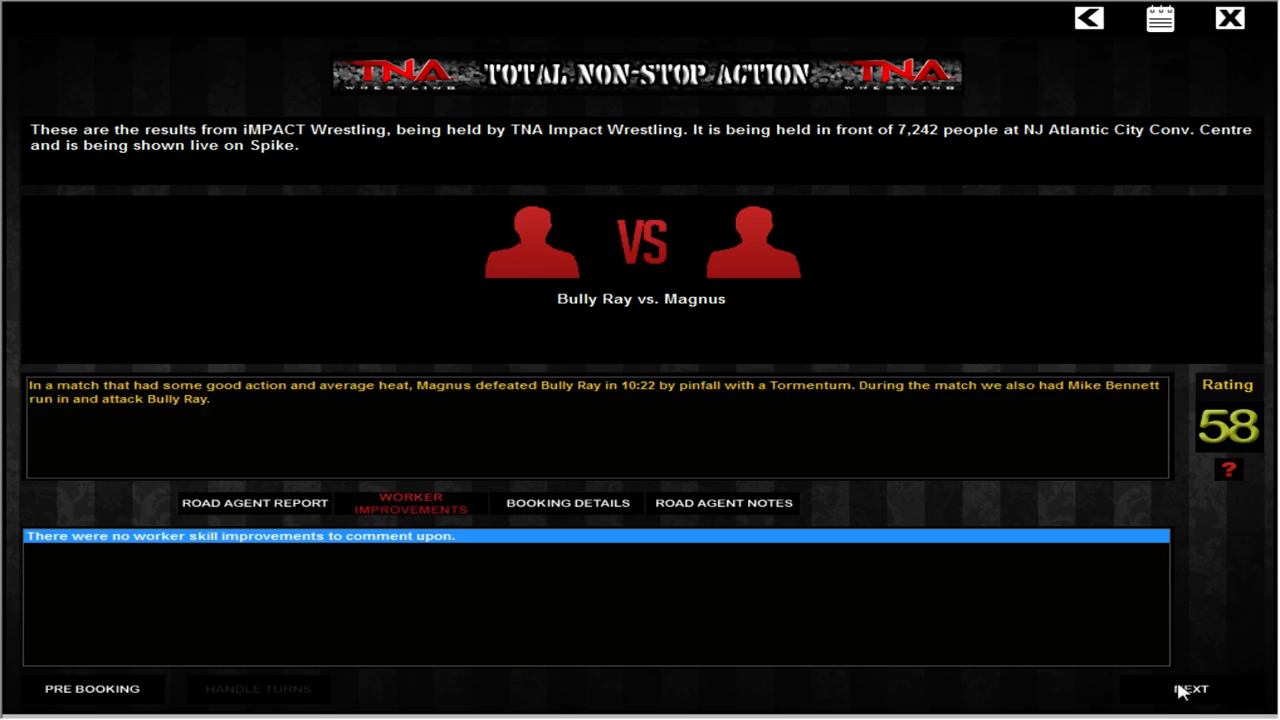 TNA WRESTLING TOTAL NON-STOP ACTION TNA WRESTLING
These are the results from iMPACT Wrestling, being held by TNA Impact Wrestling. It is being held in front of 7,242 people at NJ Atlantic City Conv. Centre
and is being shown live on Spike.
VS
Bully Ray vs. Magnus
In a match that had some good action and average heat, Magnus defeated Bully Ray in 10:22 by pinfall with a Tormentum. During the match we also had Mike Bennett
run in and attack Bully Ray.
Rating
58
?
ROAD AGENT REPORT WORKER IMPROVEMENTS BOOKING DETAILS ROAD AGENT NOTES
There were no worker skill improvements to comment upon.
PRE BOOKING HANDLE TURNS NEXT